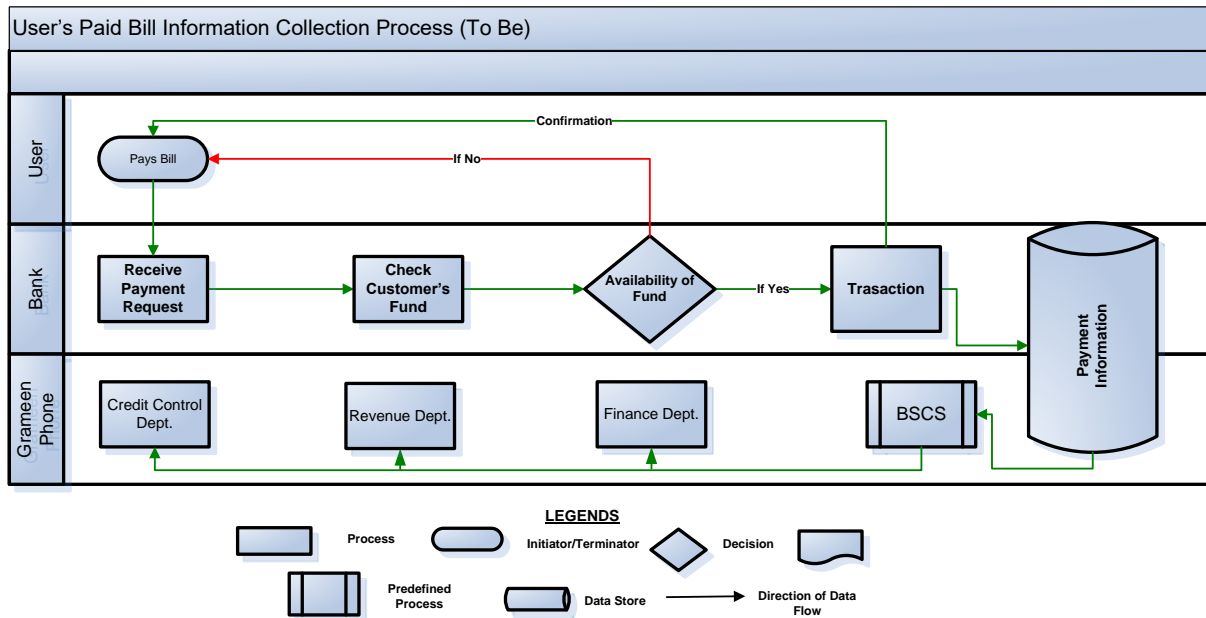 User's Paid Bill Information Collection Process (To Be)
User
Confirmation
Pays Bill
If No
Bank
Receive
Payment
Request
Check
Customer's
Fund
Availability of
Fund
If Yes
Trasaction
Payment
Information
Grameen
Phone
Credit Control
Dept.
Revenue Dept.
Finance Dept.
BSCS
LEGENDS
Process
Initiator/Terminator
Decision
Predefined
Process
Data Store
Direction of Data
Flow